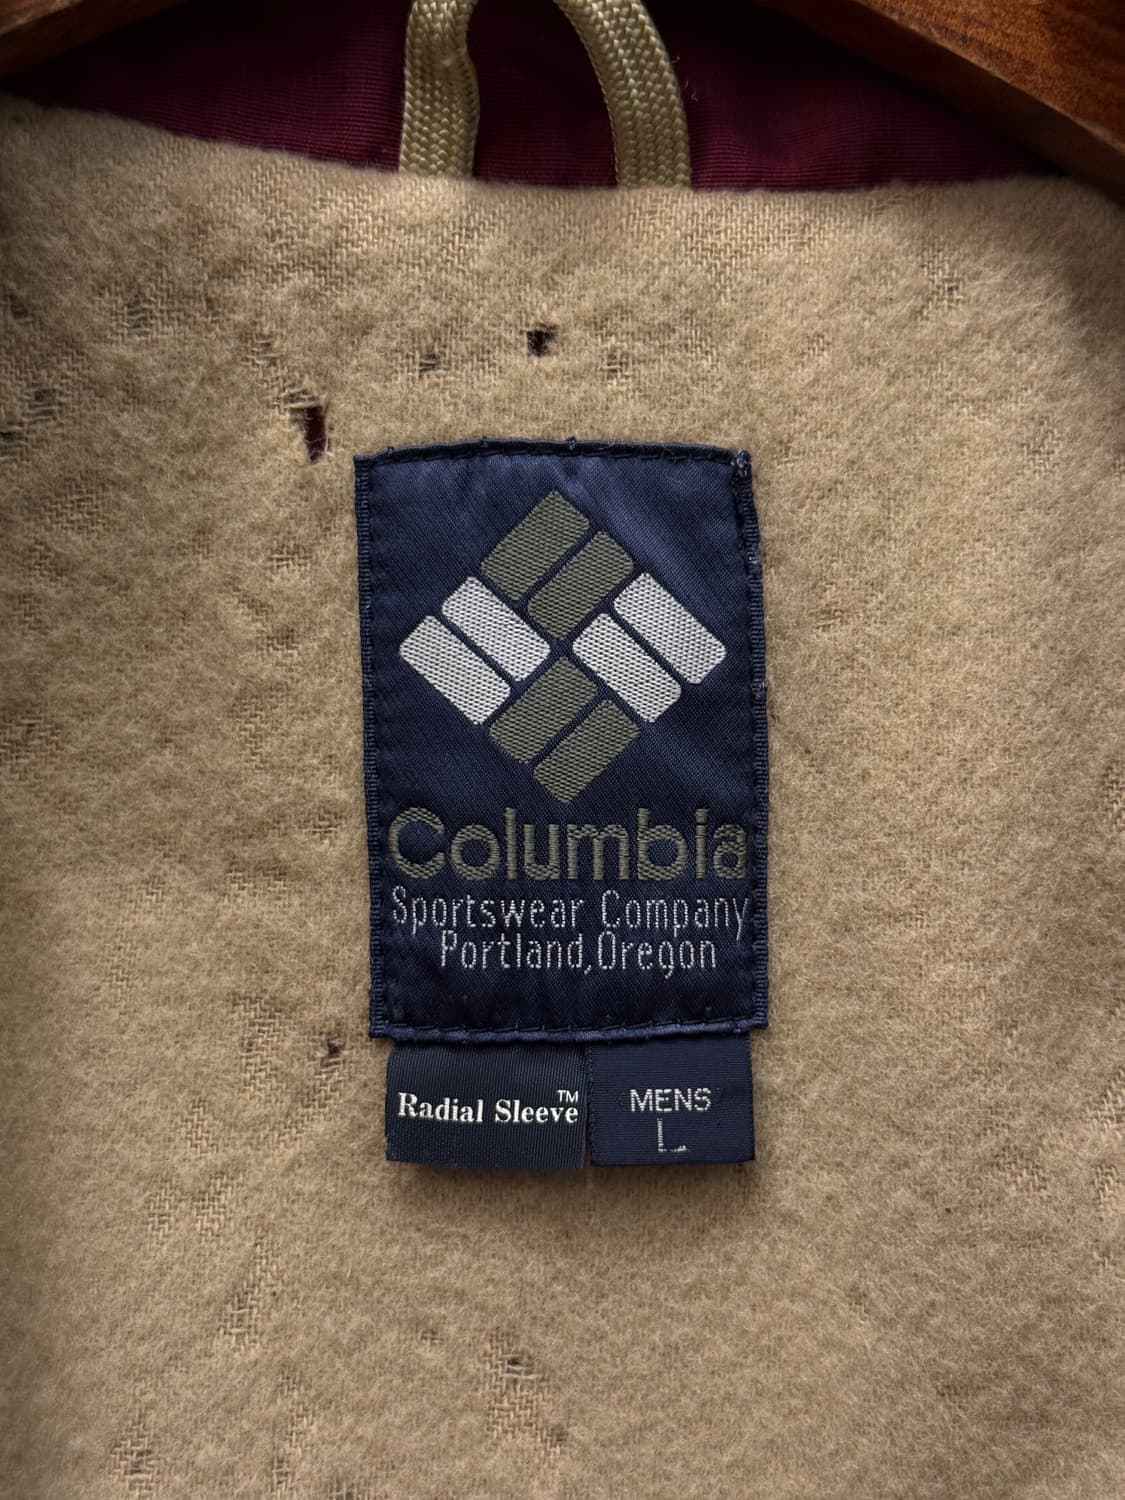 Columbia
Sportswear Company
Portland, Oregon
Radial Sleeve™
MENS
L